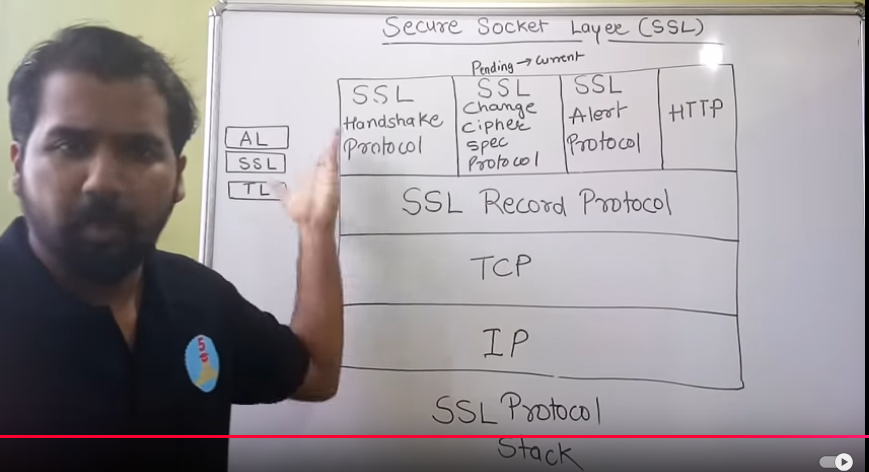 Secure Socket Layer (SSL)
Pending → Current
SSL
Handshake
Protocol
SSL
Change
Cipher
Spec
Protocol
SSL
Alert
Protocol
HTTP
AL
SSL
TL
SSL Record Protocol
TCP
IP
SSL Protocol
Stack